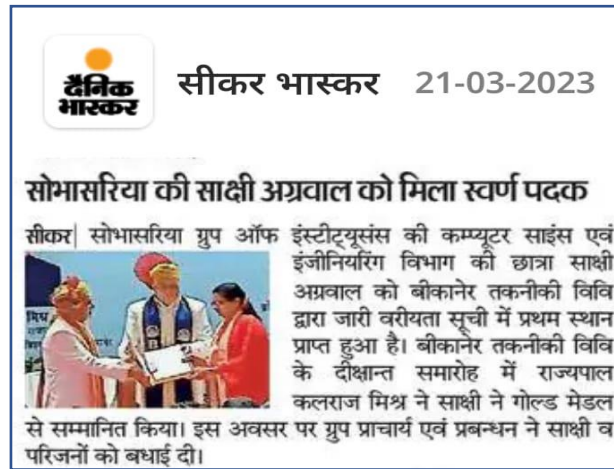 दैनिक
भास्कर
सीकर भास्कर 21-03-2023
सोभासरिया की साक्षी अग्रवाल को मिला स्वर्ण पदक
सीकर| सोभासरिया ग्रुप ऑफ इंस्टीट्यूसंस की कम्प्यूटर साइंस एवं
इंजीनियरिंग विभाग की छात्रा साक्षी
अग्रवाल को बीकानेर तकनीकी विवि
द्वारा जारी वरीयता सूची में प्रथम स्थान
प्राप्त हुआ है। बीकानेर तकनीकी विवि
के दीक्षान्त समारोह में राज्यपाल
कलराज मिश्र ने साक्षी ने गोल्ड मेडल
से सम्मानित किया। इस अवसर पर ग्रुप प्राचार्य एवं प्रबन्धन ने साक्षी व
परिजनों को बधाई दी।